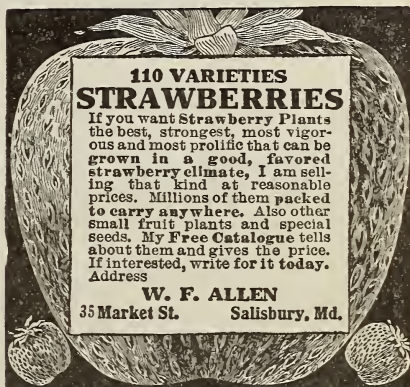 110 VARIETIES
STRAWBERRIES
If you want Strawberry Plants
the best, strongest, most vigor-
ous and most prolific that can be
grown in a good, favored
strawberry climate, I am sell-
ing that kind at reasonable
prices. Millions of them packed
to carry anywhere. Also other
small fruit plants and special
seeds. My Free Catalogue tells
about them and gives the price.
If interested, write for it today.
Address
W. F. ALLEN
35 Market St. Salisbury, Md.